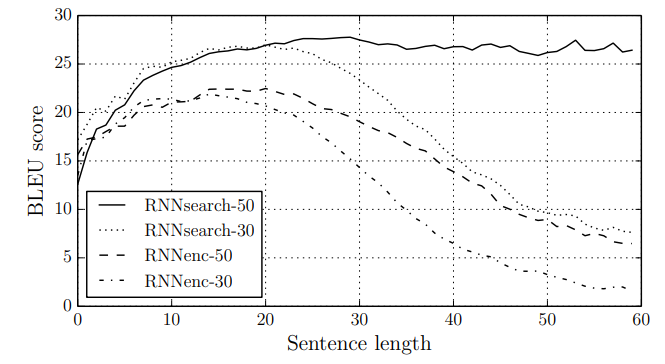 30
25
20
15
10
5
0
BLEU score
RNNsearch-50
RNNsearch-30
RNNenc-50
RNNenc-30
0 10 20 30 40 50 60
Sentence length